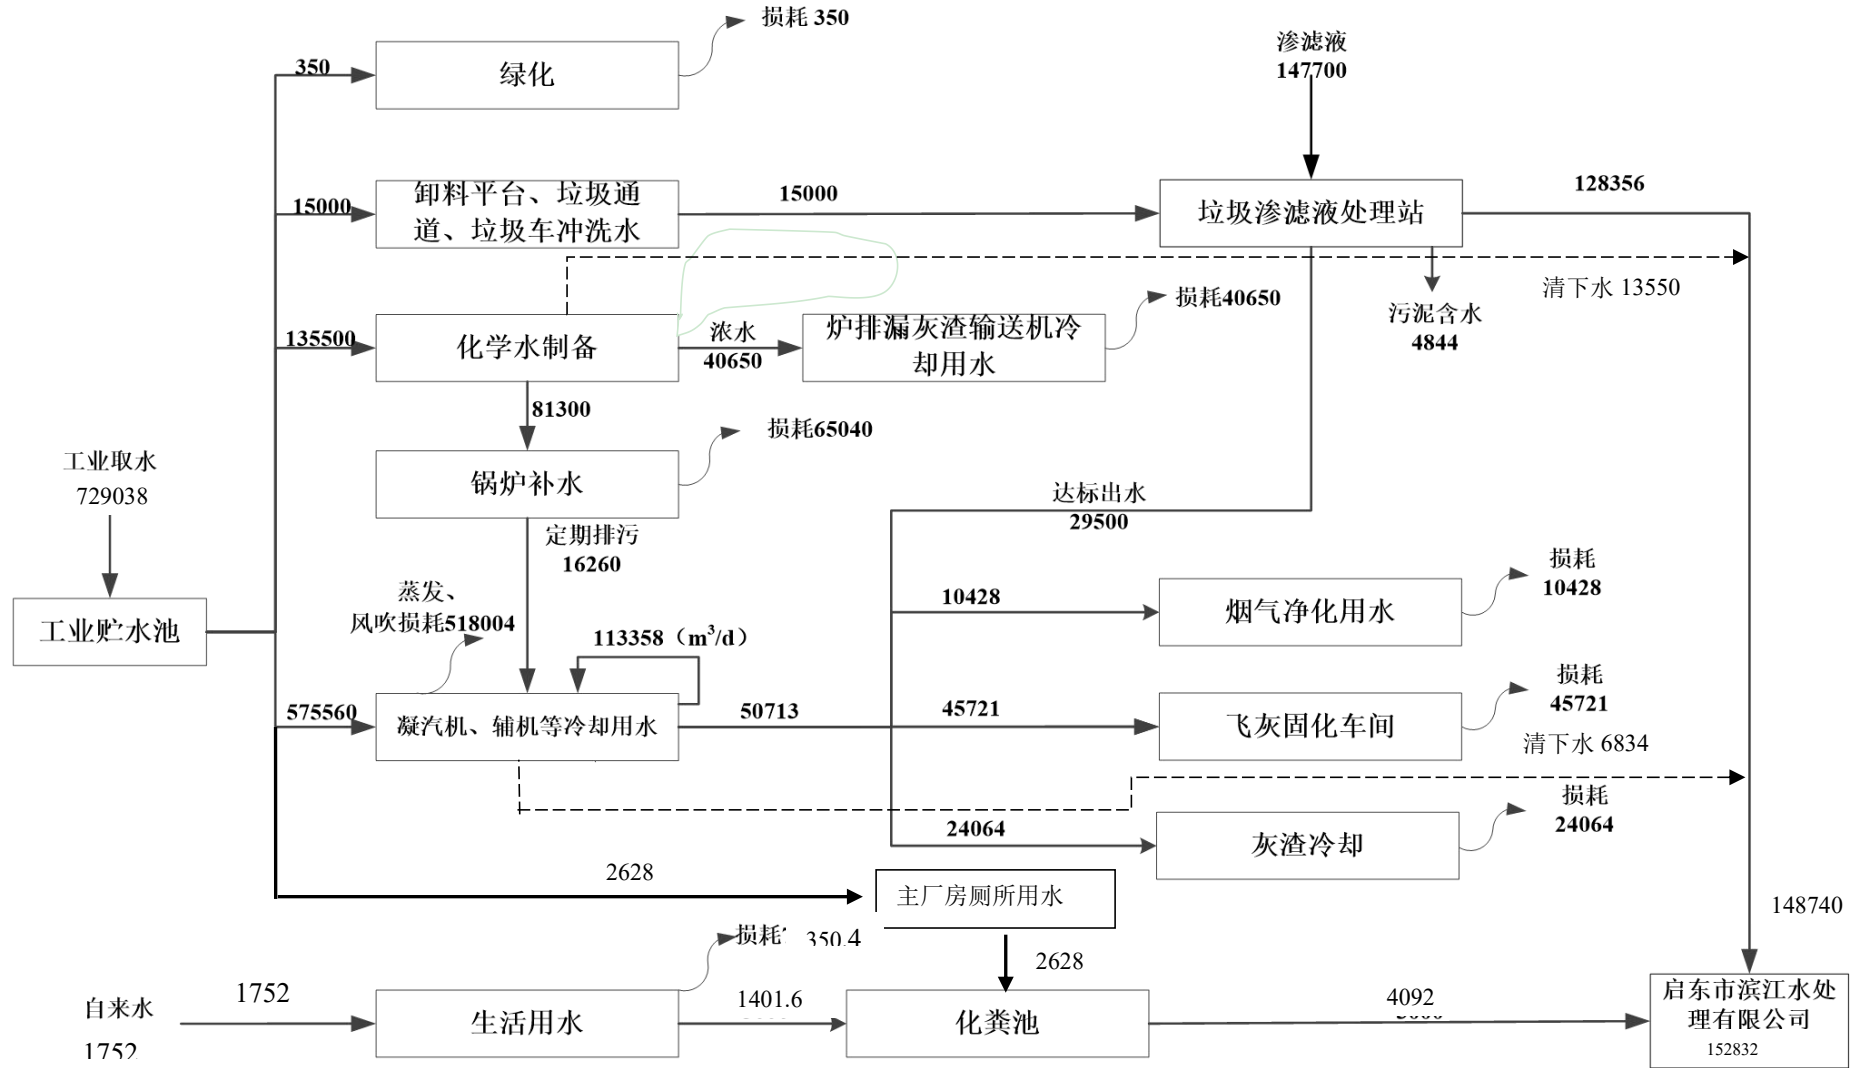 损耗 350
渗滤液
147700
350
绿化
128356
15000
卸料平台、垃圾通
道、垃圾车冲洗水
15000
垃圾渗滤液处理站
清下水 13550
损耗40650
污泥含水
4844
135500
化学水制备
浓水
40650
炉排漏灰渣输送机冷
却用水
81300
损耗65040
工业取水
729038
锅炉补水
达标出水
29500
定期排污
16260
损耗
10428
蒸发、
风吹损耗518004
113358（m³/d）
10428
烟气净化用水
工业贮水池
损耗
45721
575560
凝汽机、辅机等冷却用水
50713
45721
飞灰固化车间
清下水 6834
损耗
24064
24064
灰渣冷却
2628
主厂房厕所用水
148740
损耗
350.4
2628
自来水
1752
1752
生活用水
1401.6
化粪池
4092
启东市滨江水处
理有限公司
152832